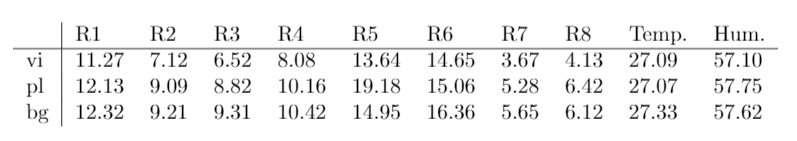 R1 R2 R3 R4 R5 R6 R7 R8 Temp. Hum.
vi 11.27 7.12 6.52 8.08 13.64 14.65 3.67 4.13 27.09 57.10
pl 12.13 9.09 8.82 10.16 19.18 15.06 5.28 6.42 27.07 57.75
bg 12.32 9.21 9.31 10.42 14.95 16.36 5.65 6.12 27.33 57.62